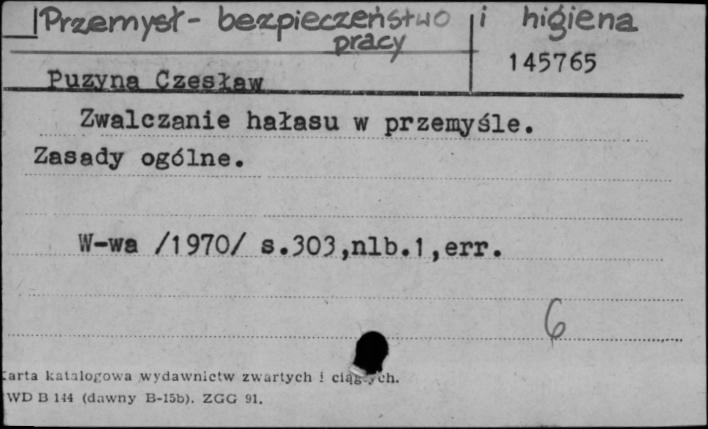 Przemysł - bezpieczeństwo i higiena
pracy
145765
Puzyna Czesław
Zwalczanie hałasu w przemyśle.
Zasady ogólne.
W-wa /1970/ s.303,nlb.1,err.
6
Karta katalogowa wydawnictw zwartych i ciągłych.
WD B 144 (dawny B-15b). ZGG 91.